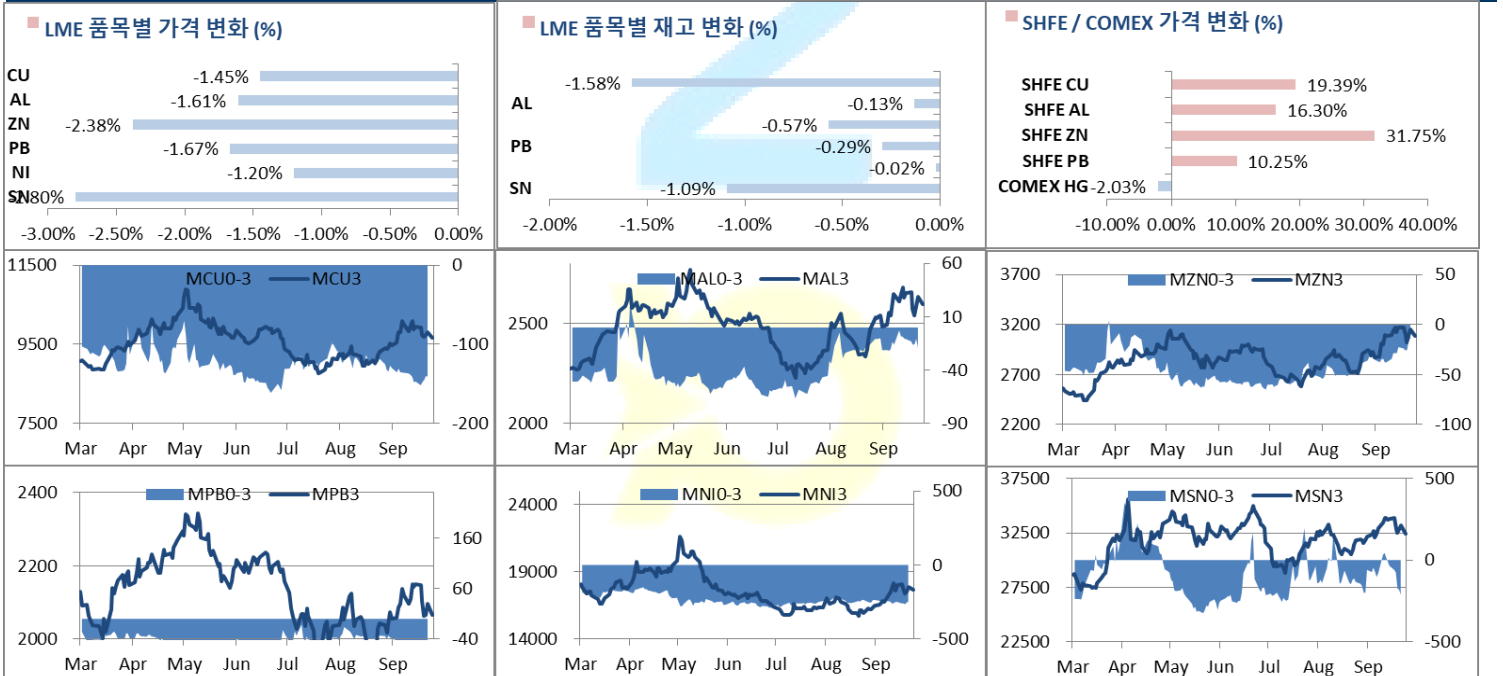 LME 품목별 가격 변화 (%)
CU
-1.45%
AL
-1.61%
ZN
-2.38%
PB
-1.67%
NI
-1.20%
SN
-2.80%
-3.00% -2.50% -2.00% -1.50% -1.00% -0.50% 0.00%
LME 품목별 재고 변화 (%)
-1.58%
AL
-0.13%
-0.57%
PB
-0.29%
-0.02%
SN
-1.09%
-2.00% -1.50% -1.00% -0.50% 0.00%
SHFE / COMEX 가격 변화 (%)
SHFE CU
19.39%
SHFE AL
16.30%
SHFE ZN
31.75%
SHFE PB
10.25%
COMEX HG
-2.03%
-10.00% 0.00% 10.00% 20.00% 30.00% 40.00%
MCU0-3 MCU3
11500
9500
7500
0
-100
-200
Mar Apr May Jun Jul Aug Sep
MAL0-3 MAL3
2500
2000
60
10
-40
-90
Mar Apr May Jun Jul Aug Sep
MZN0-3 MZN3
3700
3200
2700
2200
50
0
-50
-100
Mar Apr May Jun Jul Aug Sep
MPB0-3 MPB3
2400
2200
2000
160
60
-40
Mar Apr May Jun Jul Aug Sep
MNI0-3 MNI3
24000
19000
14000
500
0
-500
Mar Apr May Jun Jul Aug Sep
MSN0-3 MSN3
37500
32500
27500
22500
500
0
-500
Mar Apr May Jun Jul Aug Sep